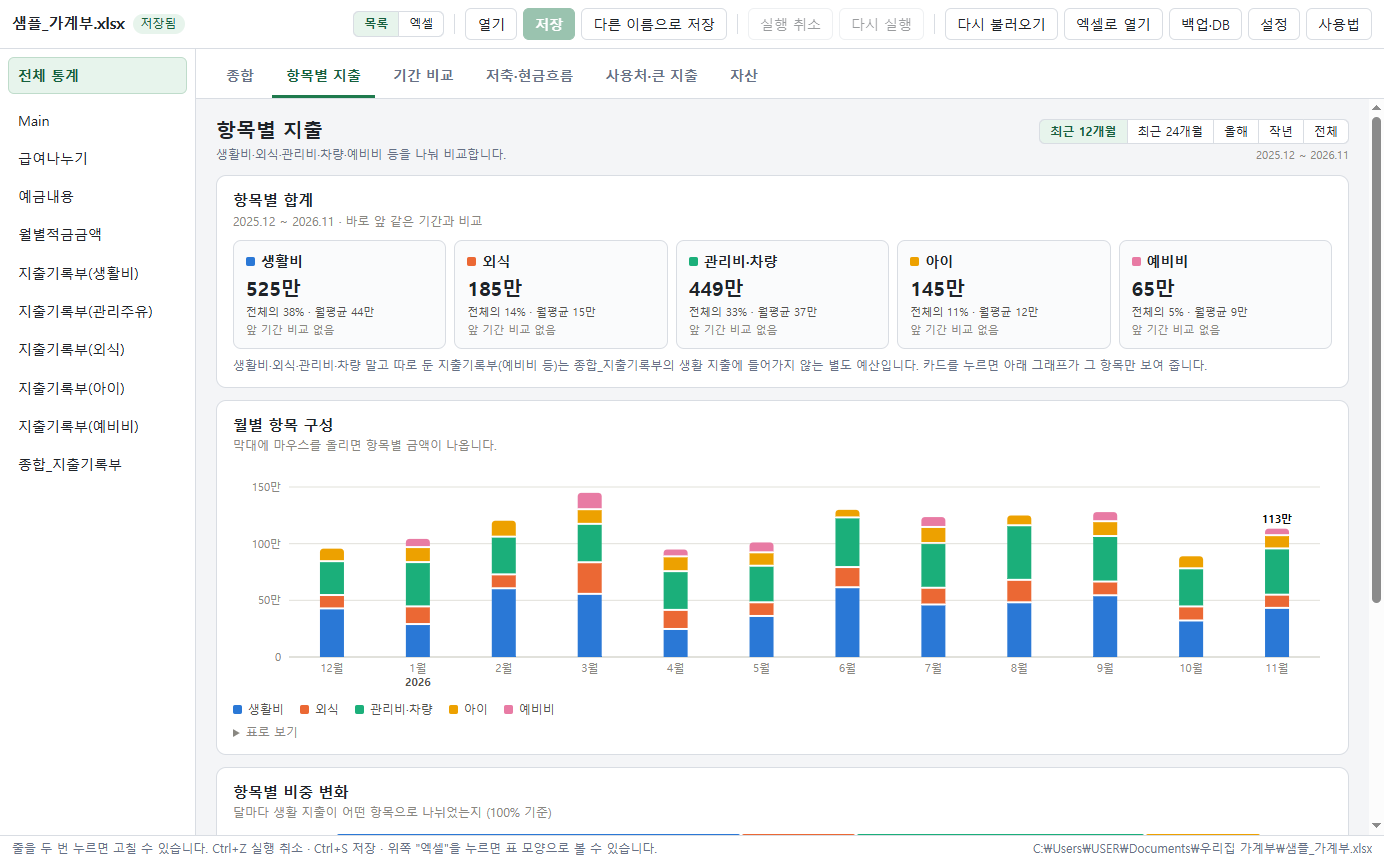 샘플_가계부.xlsx 저장됨 목록 엑셀 열기 저장 다른 이름으로 저장 실행 취소 다시 실행 다시 불러오기 엑셀로 열기 백업·DB 설정 사용법
전체 통계
Main
급여나누기
예금내용
월별적금금액
지출기록부(생활비)
지출기록부(관리주유)
지출기록부(외식)
지출기록부(아이)
지출기록부(예비비)
종합_지출기록부
종합 항목별 지출 기간 비교 저축·현금흐름 사용처·큰 지출 자산
항목별 지출
생활비·외식·관리비·차량·예비비 등을 나눠 비교합니다.
최근 12개월 최근 24개월 올해 작년 전체
2025.12 ~ 2026.11
항목별 합계
2025.12 ~ 2026.11 · 바로 앞 같은 기간과 비교
생활비
525만
전체의 38% · 월평균 44만
앞 기간 비교 없음
외식
185만
전체의 14% · 월평균 15만
앞 기간 비교 없음
관리비·차량
449만
전체의 33% · 월평균 37만
앞 기간 비교 없음
아이
145만
전체의 11% · 월평균 12만
앞 기간 비교 없음
예비비
65만
전체의 5% · 월평균 9만
앞 기간 비교 없음
생활비·외식·관리비·차량 말고 따로 둔 지출기록부(예비비 등)는 종합_지출기록부의 생활 지출에 들어가지 않는 별도 예산입니다. 카드를 누르면 아래 그래프가 그 항목만 보여 줍니다.
월별 항목 구성
막대에 마우스를 올리면 항목별 금액이 나옵니다.
150만
100만
50만
0
113만
12월 1월 2월 3월 4월 5월 6월 7월 8월 9월 10월 11월
2026
생활비 외식 관리비·차량 아이 예비비
▶ 표로 보기
항목별 비중 변화
달마다 생활 지출이 어떤 항목으로 나뉘었는지 (100% 기준)
줄을 두 번 누르면 고칠 수 있습니다. Ctrl+Z 실행 취소 · Ctrl+S 저장 · 위쪽 "엑셀"을 누르면 표 모양으로 볼 수 있습니다.
C:₩Users₩USER₩Documents₩우리집 가계부₩샘플_가계부.xlsx